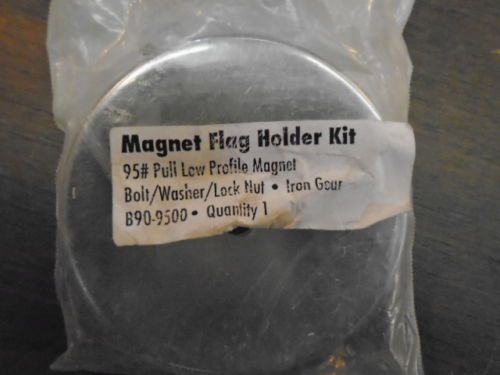 Magnet Flag Holder Kit
95# Pull Low Profile Magnet
Bolt/Washer/Lock Nut • Iron Gear
B90-9500 • Quantity 1